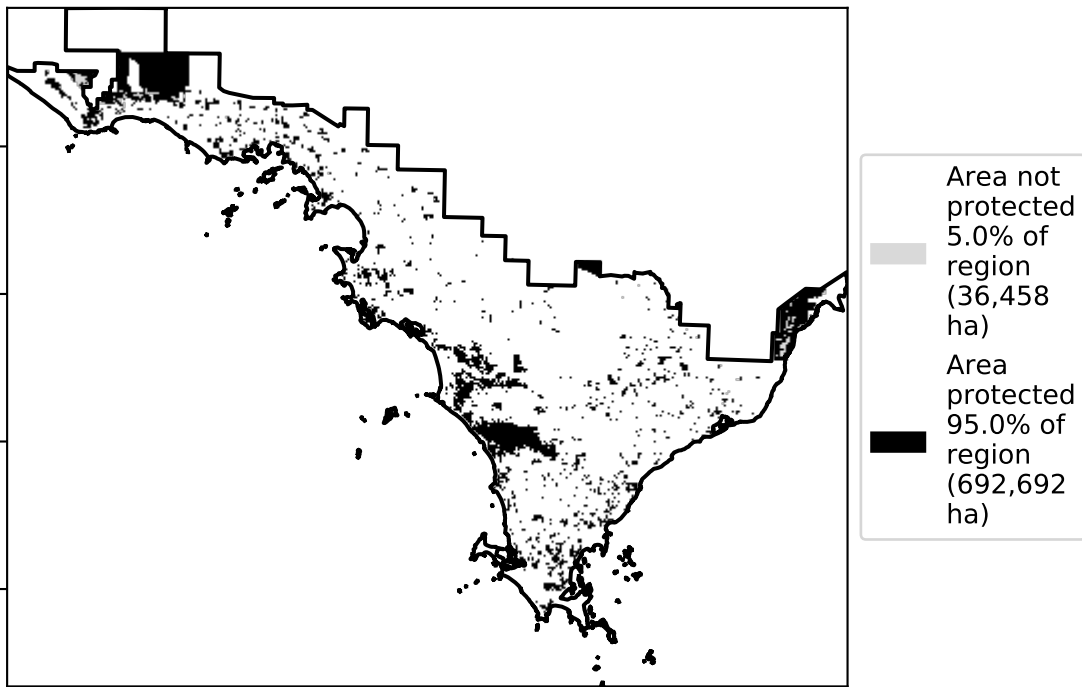 Area not
protected
5.0% of
region
(36,458
ha)
Area
protected
95.0% of
region
(692,692
ha)